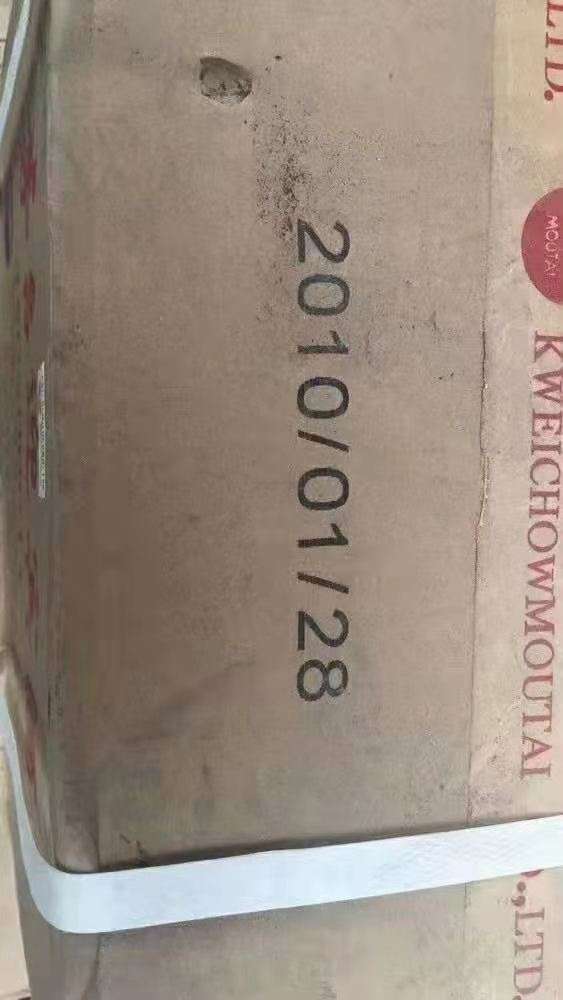 LTD.
MOUTAI
KWEICHOWMOUTAI
.,LTD
2010/01/28